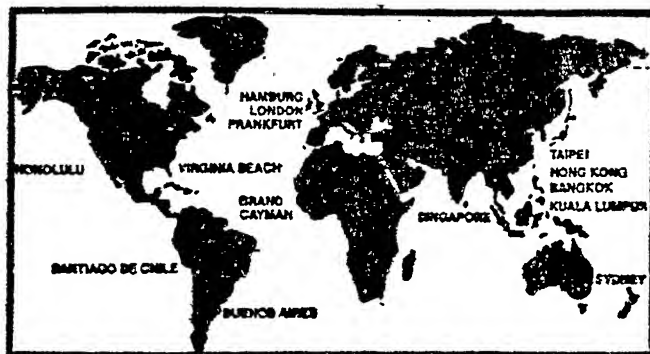 HAMBURG
LONDON
FRANKFURT
HONOLULU
VIRGINIA BEACH
TAIPEI
HONG KONG
BANGKOK
GRAND
CAYMAN
SINGAPORE
KUALA LUMPUR
SANTIAGO DE CHILE
SYDNEY
BUENOS AIRES